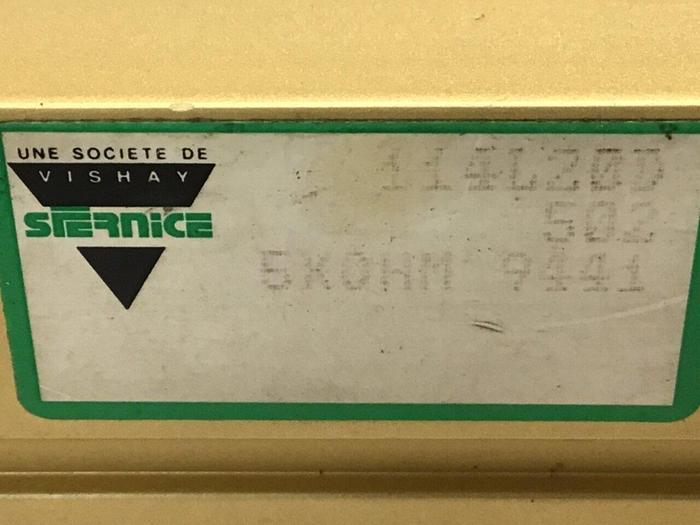 UNE SOCIETE DE
VISHAY
SFERNICE
114L20D
502
5KOHM 9441